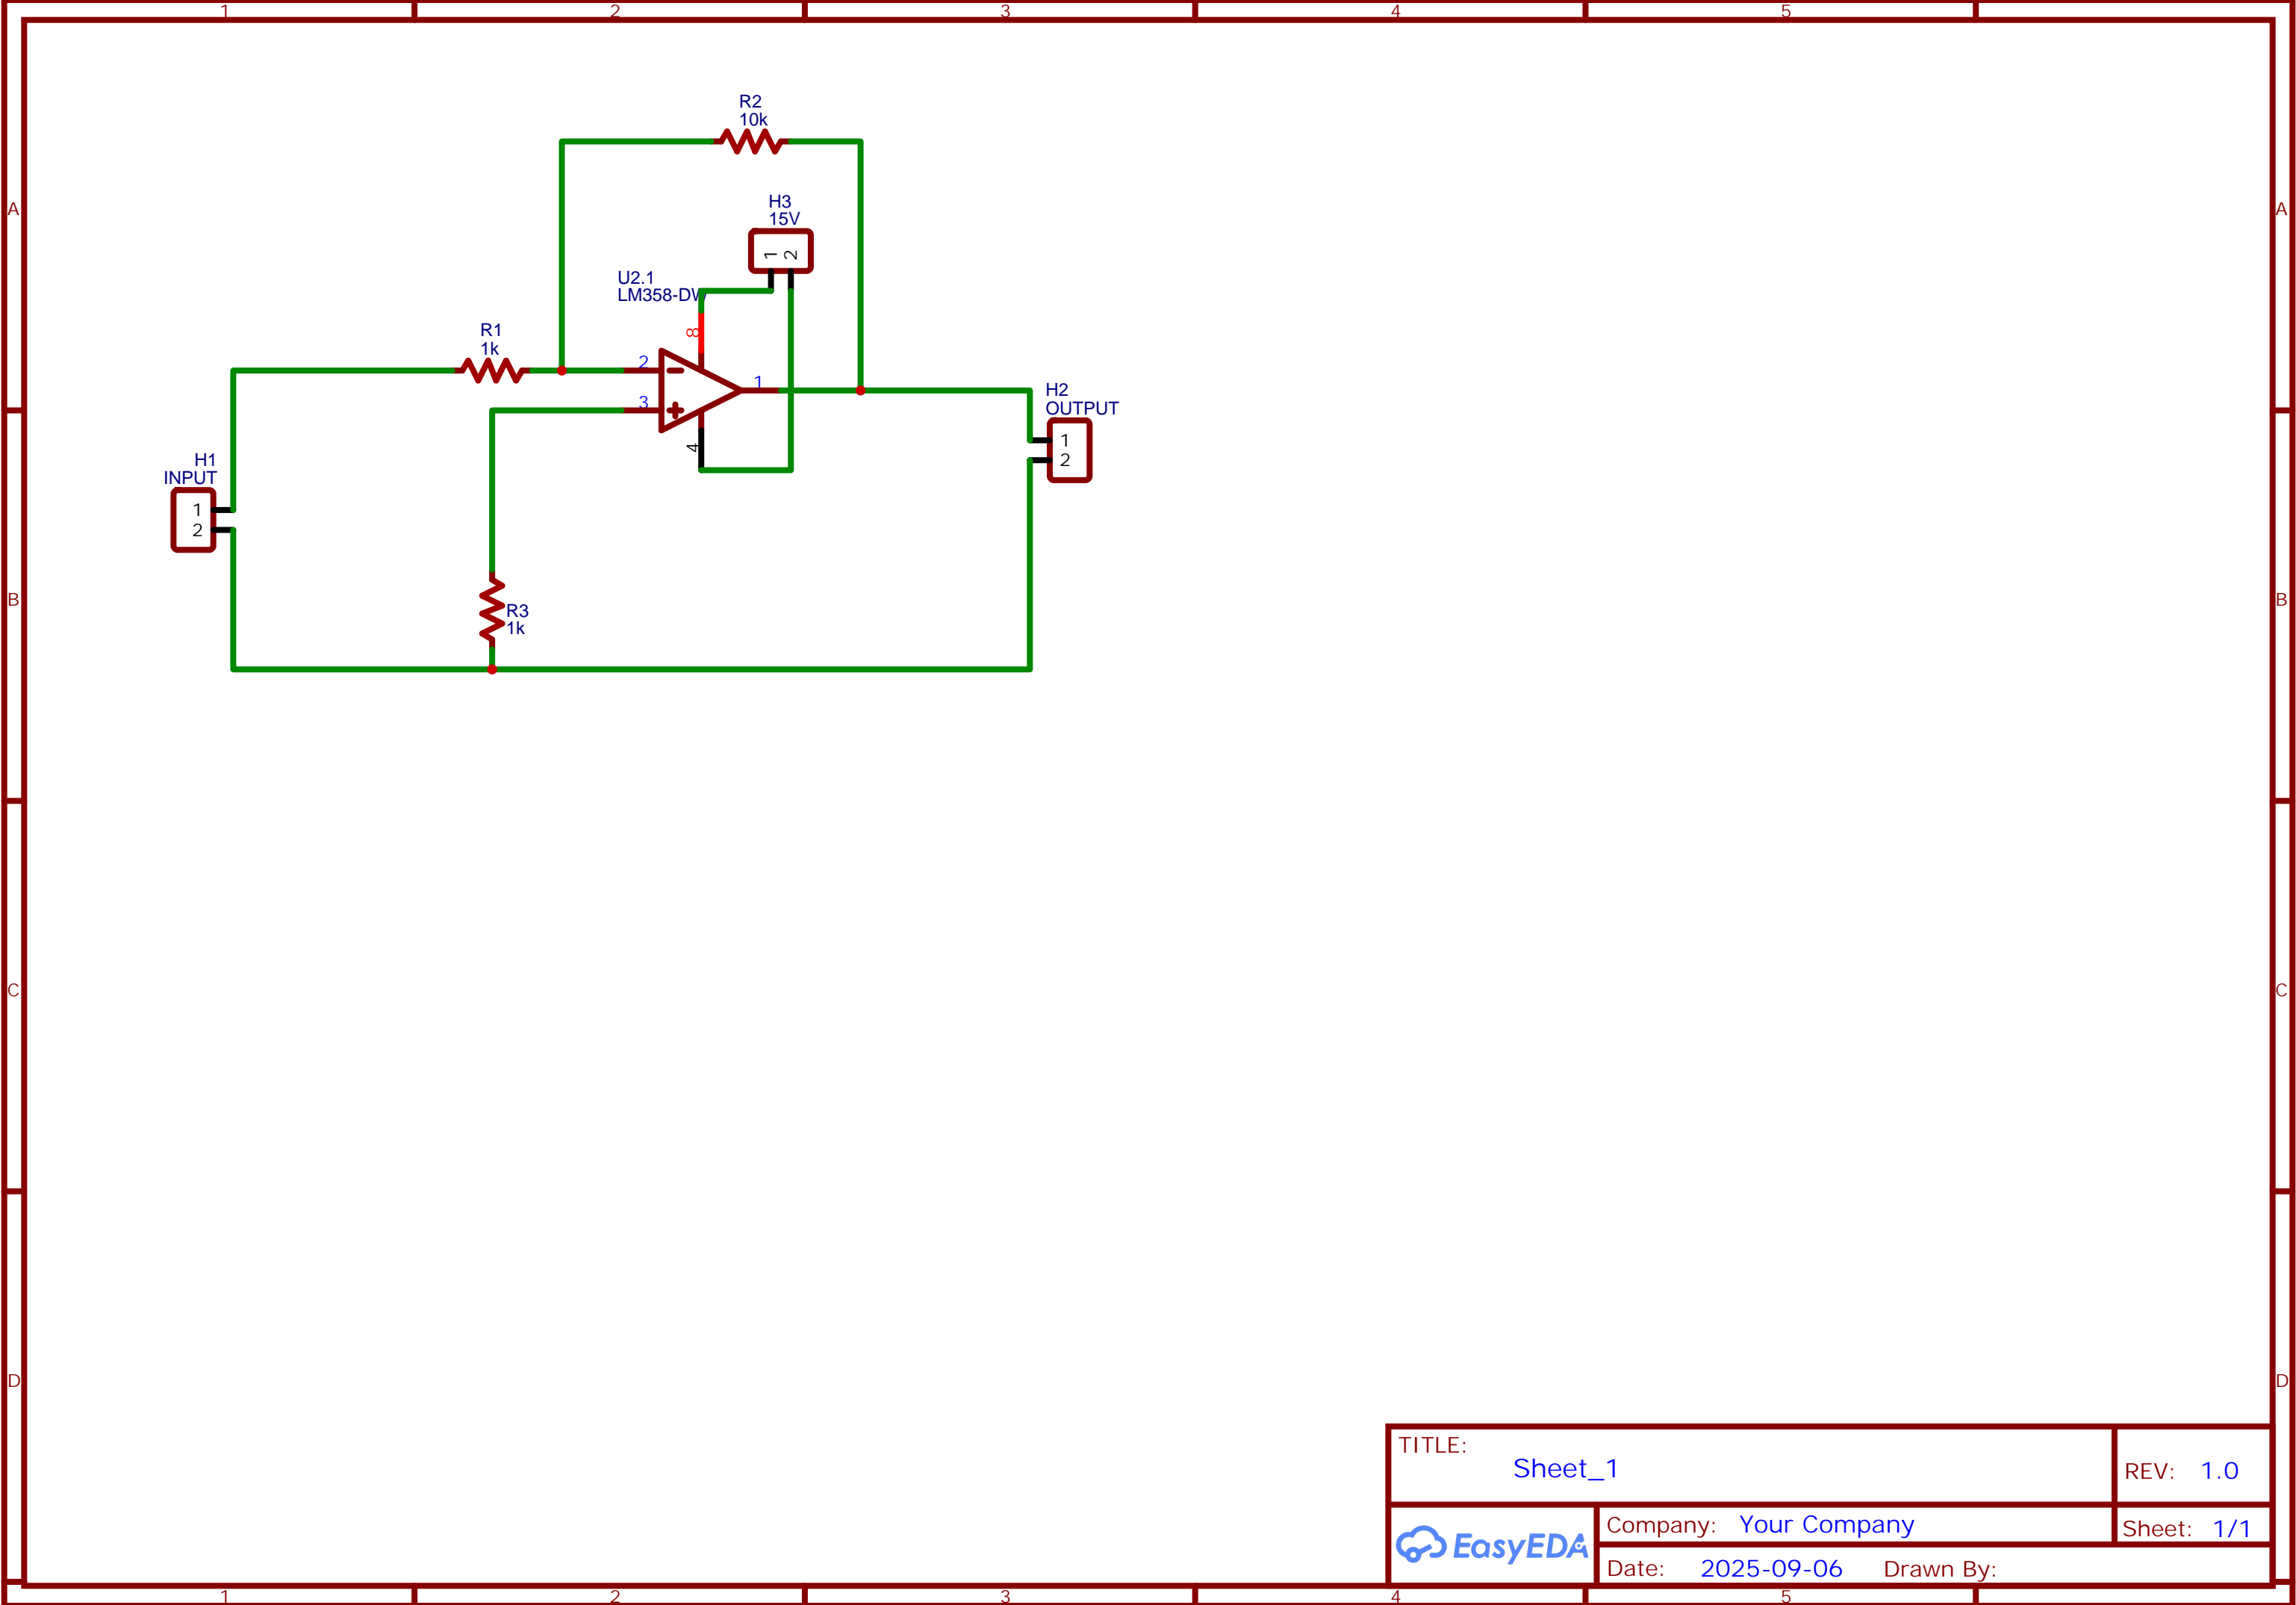 1 2 3 4 5
A A
R2
10k
H3
15V
1 2
U2.1
LM358-DW
8
R1
1k
2
1
3
4
H2
OUTPUT
1
2
H1
INPUT
1
2
B B
R3
1k
C C
D D
TITLE:
Sheet_1
REV: 1.0
EasyEDA
Company: Your Company
Sheet: 1/1
Date: 2025-09-06 Drawn By:
1 2 3 4 5